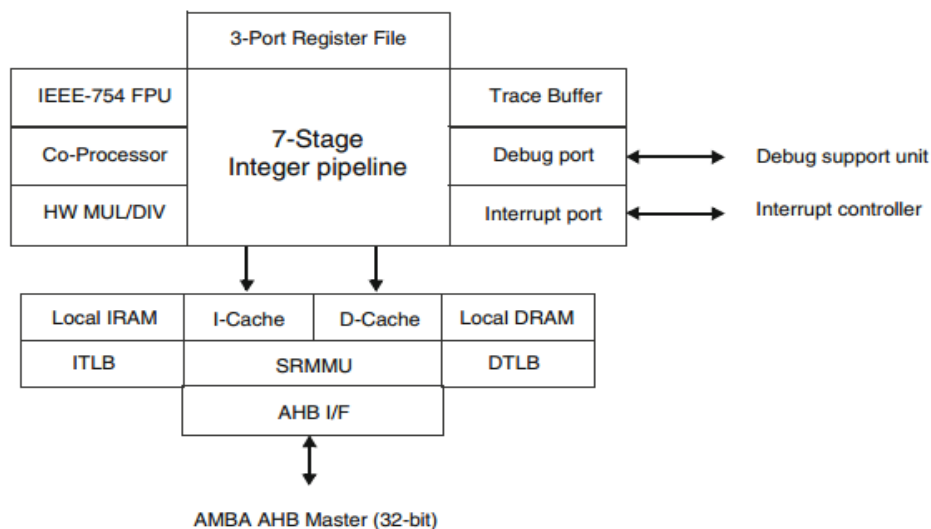 3-Port Register File
IEEE-754 FPU
Trace Buffer
7-Stage
Integer pipeline
Co-Processor
Debug port
Debug support unit
HW MUL/DIV
Interrupt port
Interrupt controller
Local IRAM
I-Cache
D-Cache
Local DRAM
ITLB
SRMMU
DTLB
AHB I/F
AMBA AHB Master (32-bit)